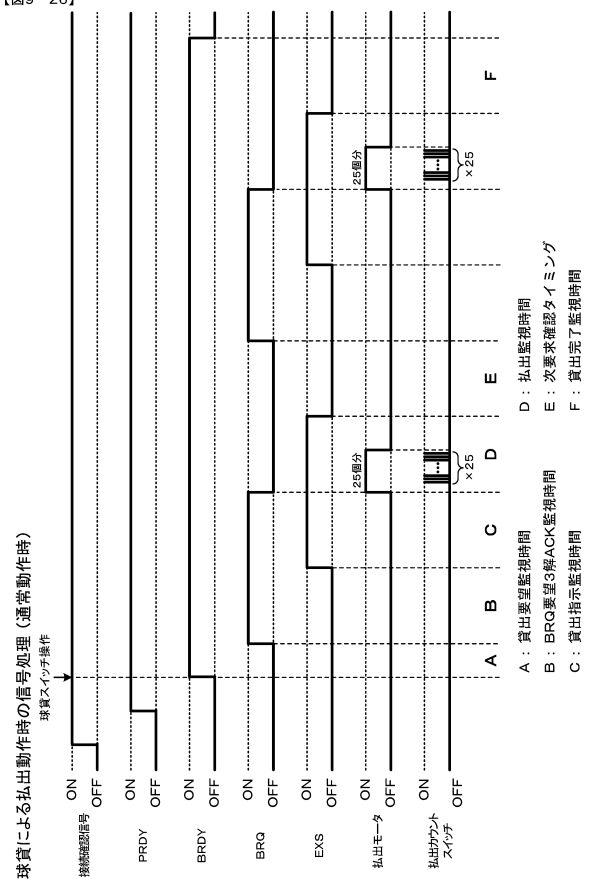 【図9－26】
球貸による払出動作時の信号処理（通常動作時）
球貸スイッチ操作
接続確認信号
ON
OFF
PRDY
ON
OFF
BRDY
ON
OFF
BRQ
ON
OFF
EXS
ON
OFF
払出モータ
ON
OFF
25個分
25個分
払出カウント
スイッチ
ON
OFF
×25
×25
A
B
C
D
E
F
A：貸出要望監視時間
B：BRQ要望3解ACK監視時間
C：貸出指示監視時間
D：払出監視時間
E：次要求確認タイミング
F：貸出完了監視時間